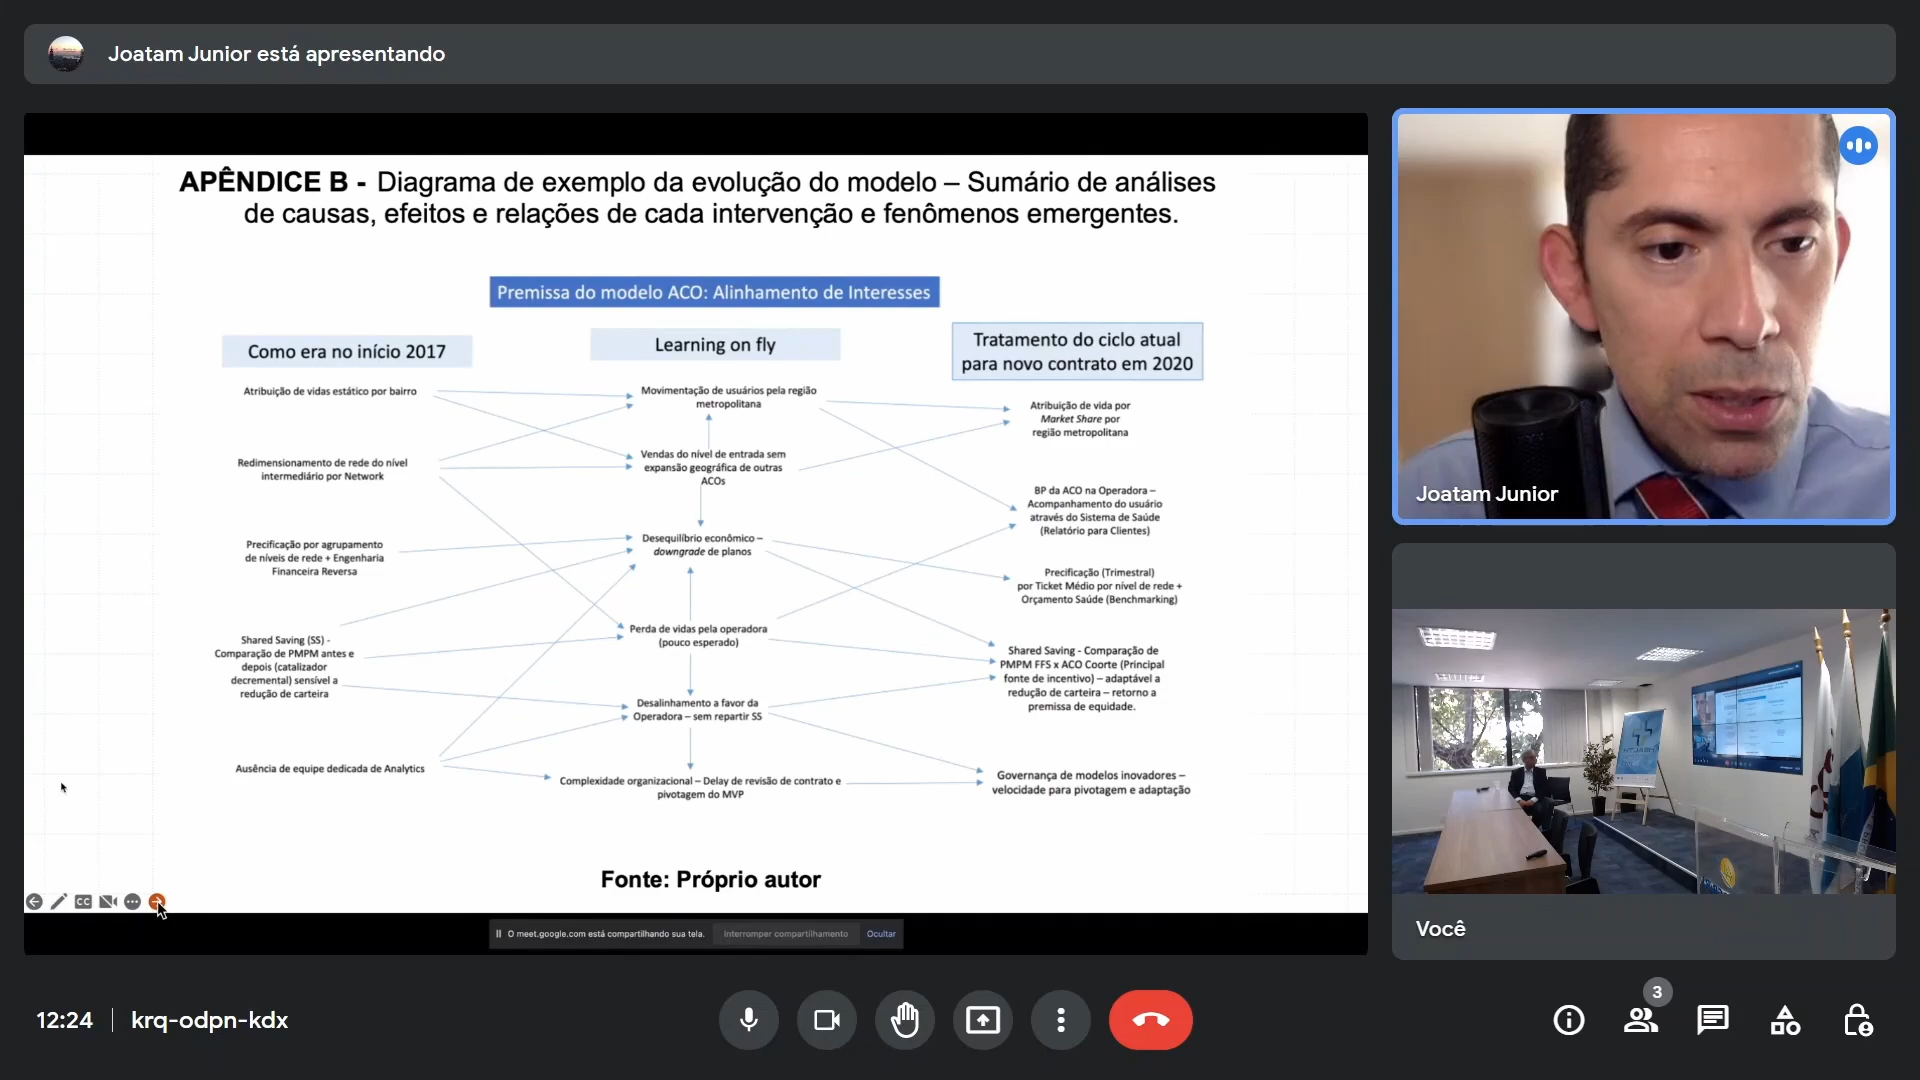 Joatam Junior está apresentando
APÊNDICE B - Diagrama de exemplo da evolução do modelo – Sumário de análises
de causas, efeitos e relações de cada intervenção e fenômenos emergentes.
Premissa do modelo ACO: Alinhamento de Interesses
Como era no início 2017
Atribuição de vidas estático por bairro
Redimensionamento de rede do nível
intermediário por Network
Precificação por agrupamento
de níveis de rede + Engenharia
Financeira Reversa
Shared Saving (SS) -
Comparação de PMPM antes e
depois (catalizador
decremental) sensível a
redução de carteira
Ausência de equipe dedicada de Analytics
Learning on fly
Movimentação de usuários pela região
metropolitana
Vendas do nível de entrada sem
expansão geográfica de outras
ACOs
Desequilíbrio econômico –
downgrade de planos
Perda de vidas pela operadora
(pouco esperado)
Desalinhamento a favor da
Operadora – sem repartir SS
Complexidade organizacional – Delay de revisão de contrato e
pivotagem do MVP
Tratamento do ciclo atual
para novo contrato em 2020
Atribuição de vida por
Market Share por
região metropolitana
BP da ACO na Operadora –
Acompanhamento do usuário
através do Sistema de Saúde
(Relatório para Clientes)
Precificação (Trimestral)
por Ticket Médio por nível de rede +
Orçamento Saúde (Benchmarking)
Shared Saving - Comparação de
PMPM FFS x ACO Coorte (Principal
fonte de incentivo) – adaptável a
redução de carteira – retorno a
premissa de equidade.
Governança de modelos inovadores –
velocidade para pivotagem e adaptação
Fonte: Próprio autor
CC
O meet.google.com está compartilhando sua tela.
Interromper compartilhamento
Ocultar
Joatam Junior
Você
12:24
krq-odpn-kdx
3